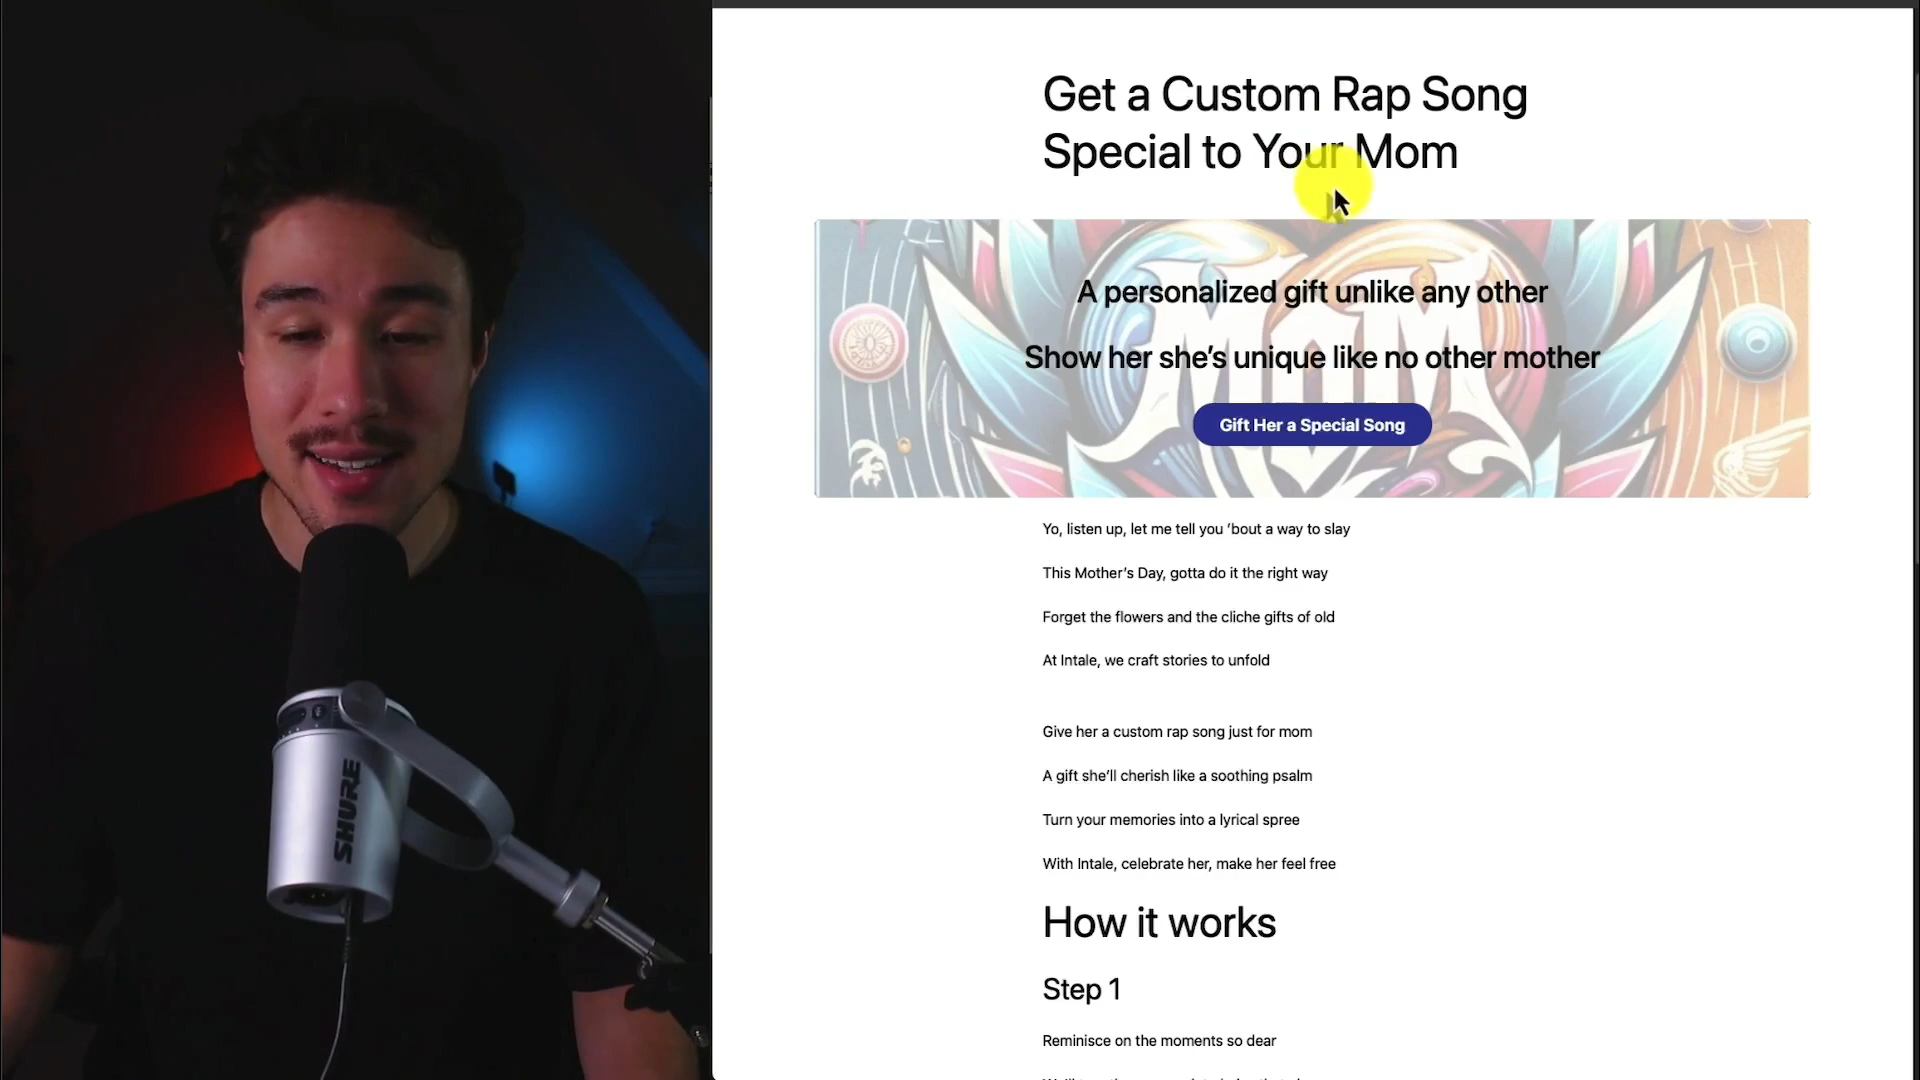 Get a Custom Rap Song
Special to Your Mom
MOM
A personalized gift unlike any other
Show her she’s unique like no other mother
Gift Her a Special Song
Yo, listen up, let me tell you ’bout a way to slay
This Mother’s Day, gotta do it the right way
Forget the flowers and the cliche gifts of old
At Intale, we craft stories to unfold
Give her a custom rap song just for mom
A gift she’ll cherish like a soothing psalm
Turn your memories into a lyrical spree
With Intale, celebrate her, make her feel free
How it works
Step 1
Reminisce on the moments so dear
SHURE